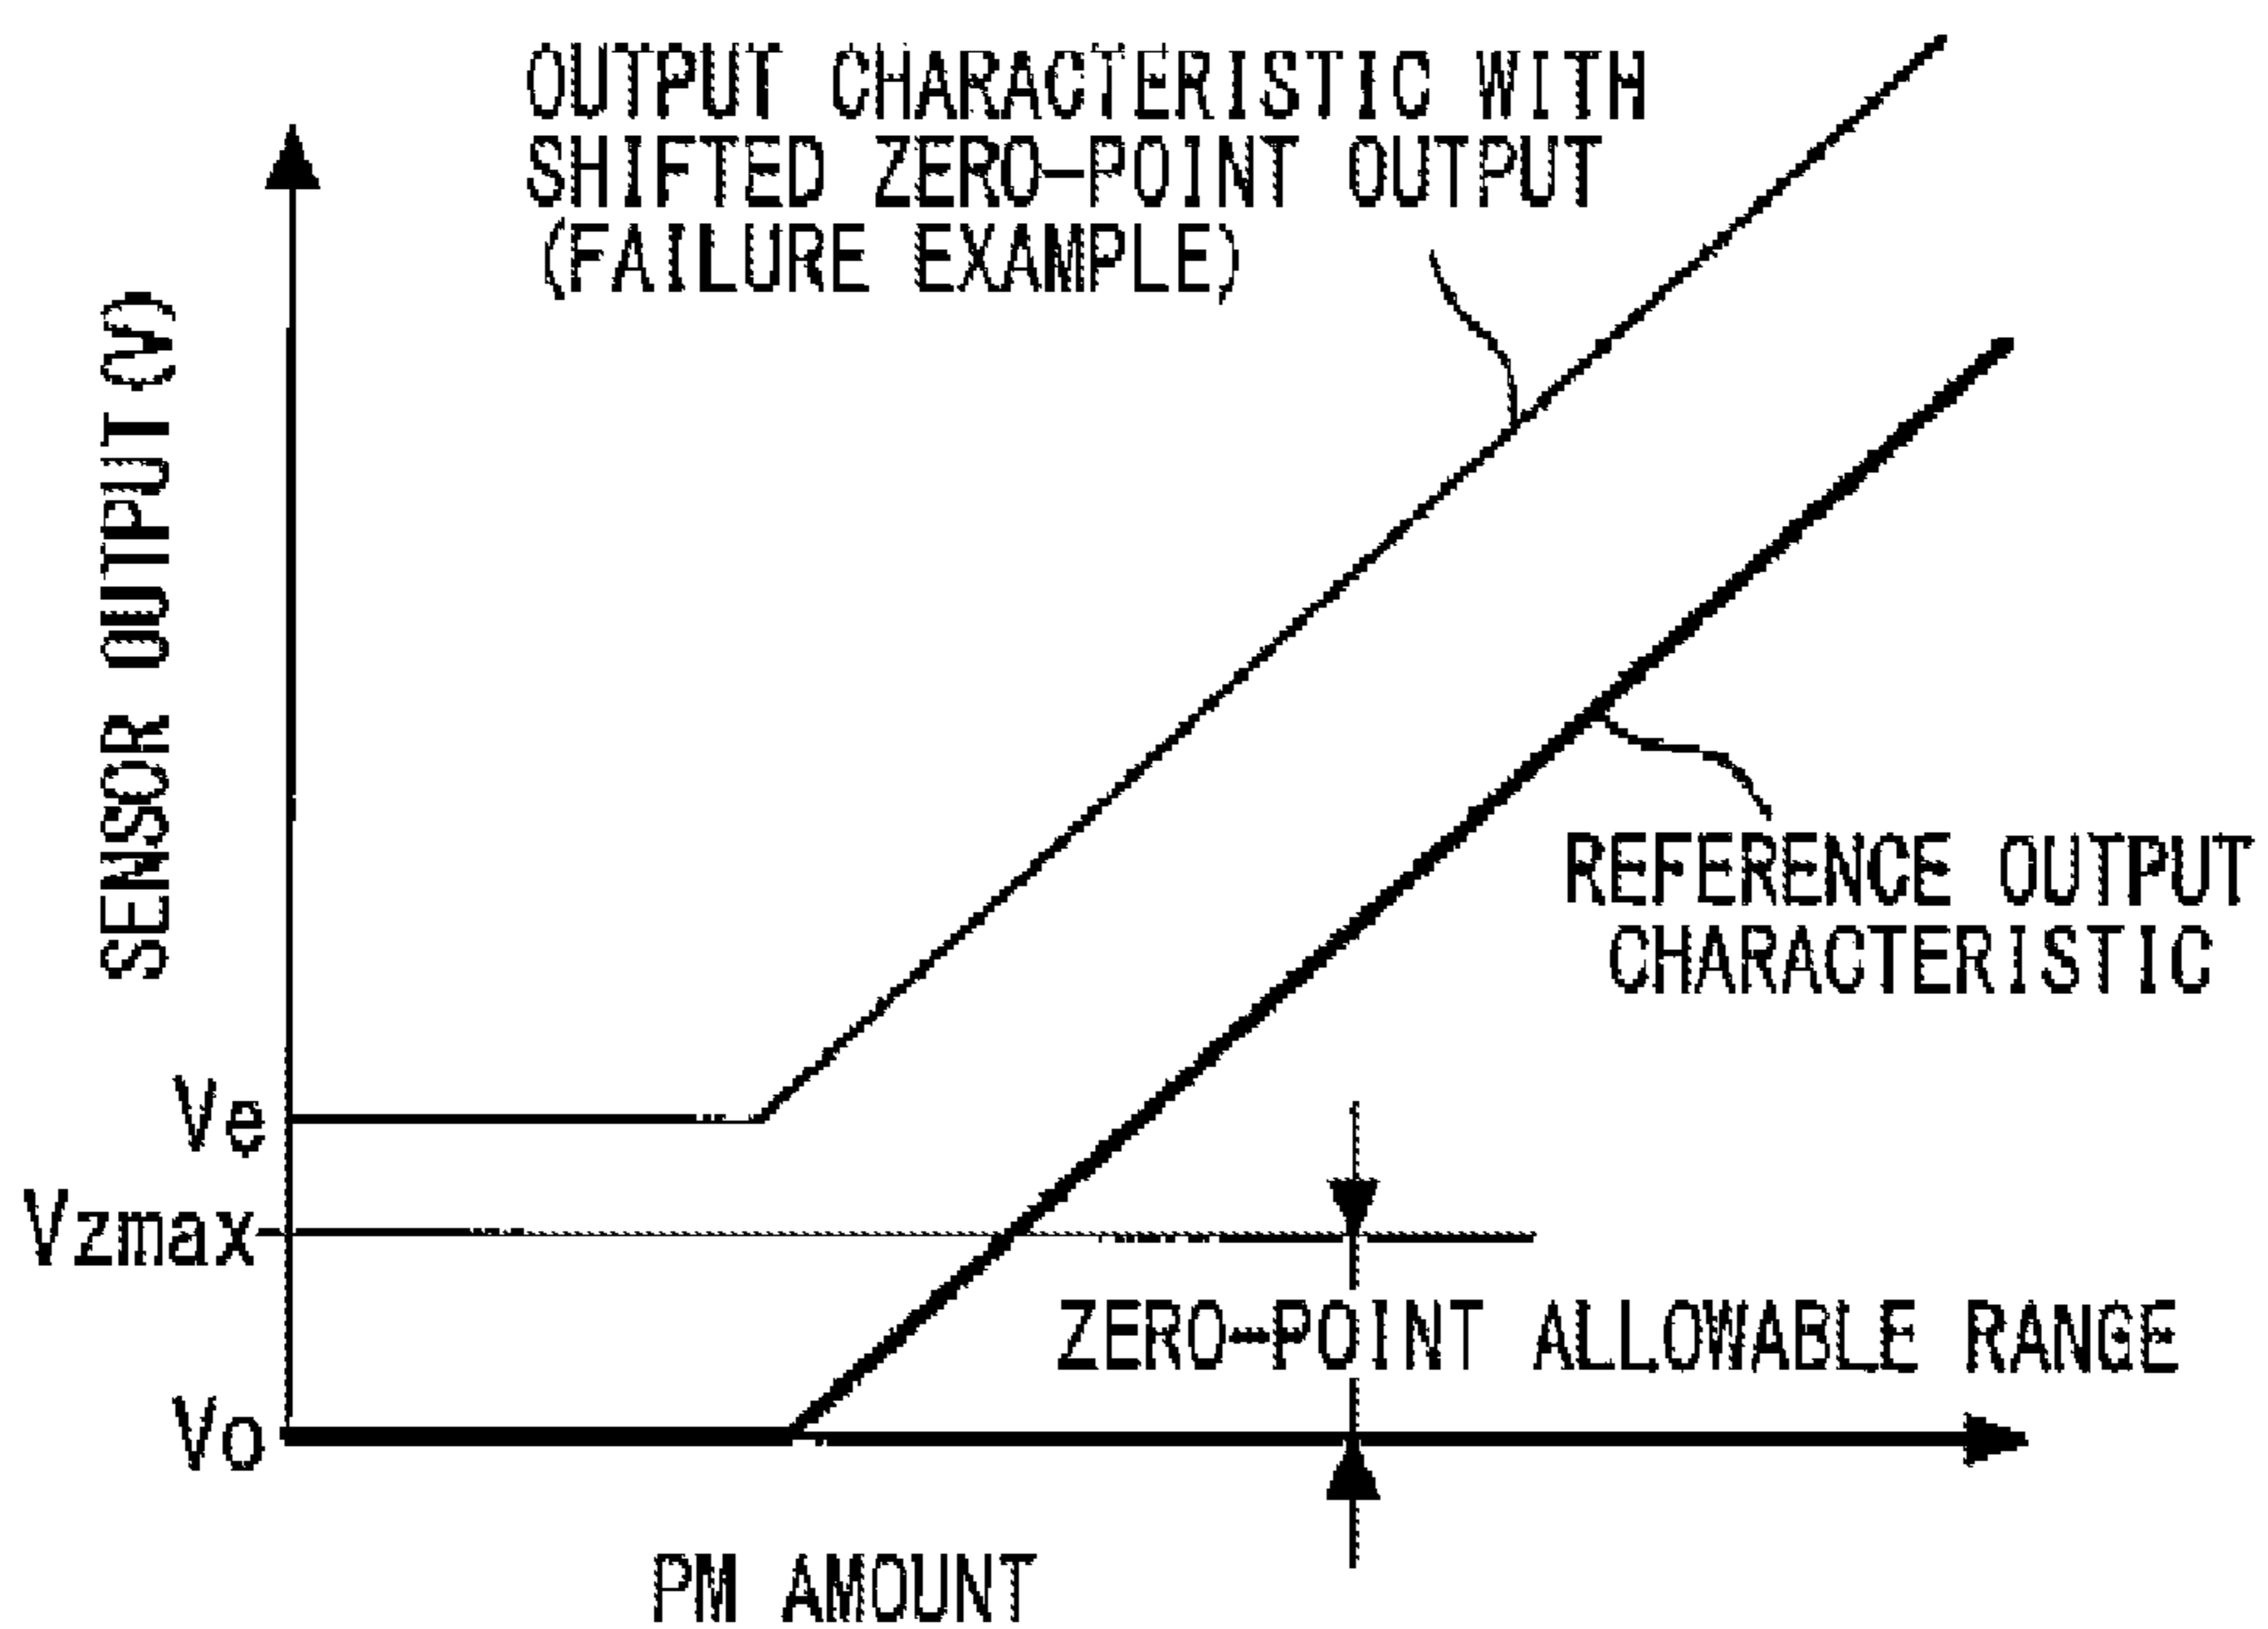 OUTPUT CHARACTERISTIC WITH
SHIFTED ZERO-POINT OUTPUT
(FAILURE EXAMPLE)
SENSOR OUTPUT(V)
REFERENCE OUTPUT
CHARACTERISTIC
Ve
Vzmax
ZERO-POINT ALLOWABLE RANGE
Vo
PM AMOUNT